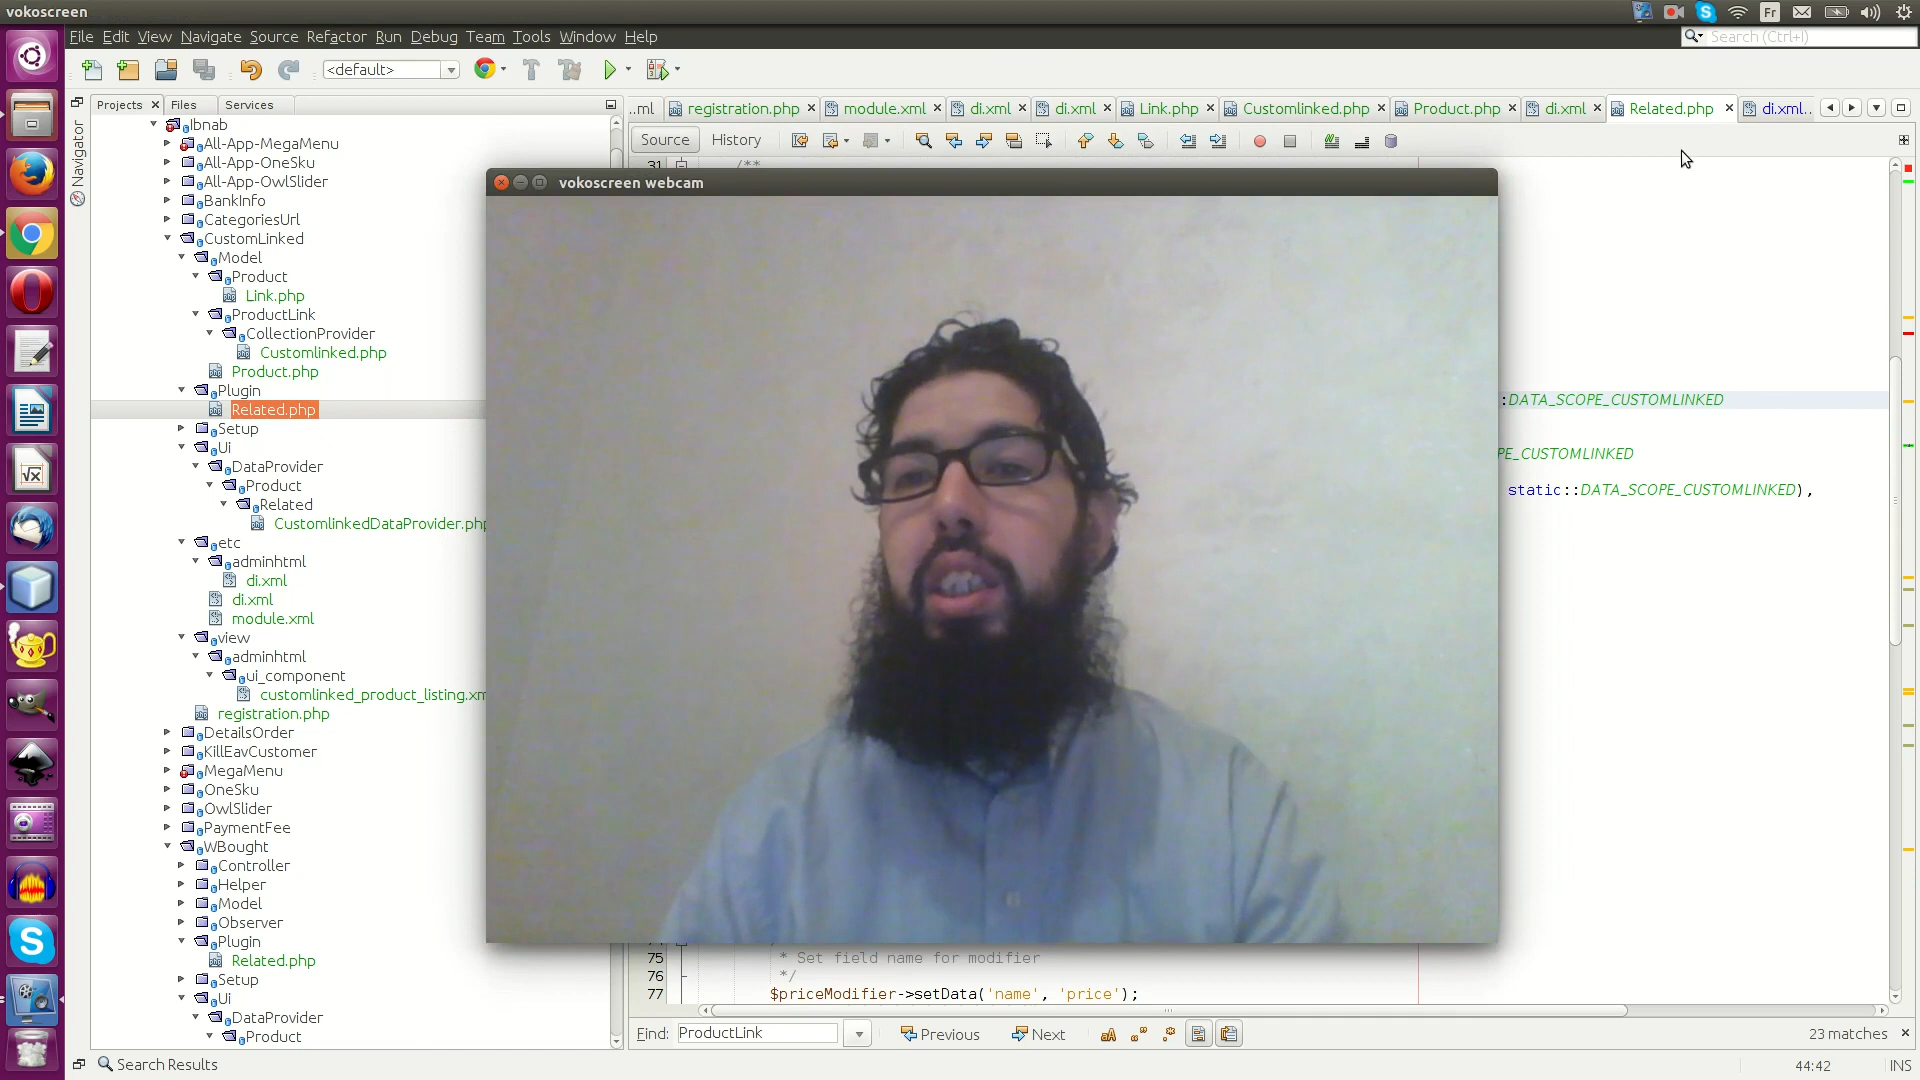 vokoscreen
Fr
File Edit View Navigate Source Refactor Run Debug Team Tools Window Help
Search (Ctrl+I)
<default>
Projects Files Services
..ml registration.php module.xml di.xml di.xml Link.php Customlinked.php Product.php di.xml Related.php di.xml..
Source History
Navigator
Ibnab
All-App-MegaMenu
All-App-OneSku
All-App-OwlSlider
BankInfo
CategoriesUrl
CustomLinked
Model
Product
Link.php
ProductLink
CollectionProvider
Customlinked.php
Product.php
Plugin
Related.php
Setup
Ui
DataProvider
Product
Related
CustomlinkedDataProvider.php
etc
adminhtml
di.xml
di.xml
module.xml
view
adminhtml
ui_component
customlinked_product_listing.xm
registration.php
DetailsOrder
KillEavCustomer
MegaMenu
OneSku
OwlSlider
PaymentFee
WBought
Controller
Helper
Model
Observer
Plugin
Related.php
Setup
Ui
DataProvider
Product
31 /**
vokoscreen webcam
:DATA_SCOPE_CUSTOMLINKED
PE_CUSTOMLINKED
static::DATA_SCOPE_CUSTOMLINKED),
75 * Set field name for modifier
76 */
77 $priceModifier->setData('name', 'price');
Find: ProductLink Previous Next 23 matches
Search Results 44:42 INS